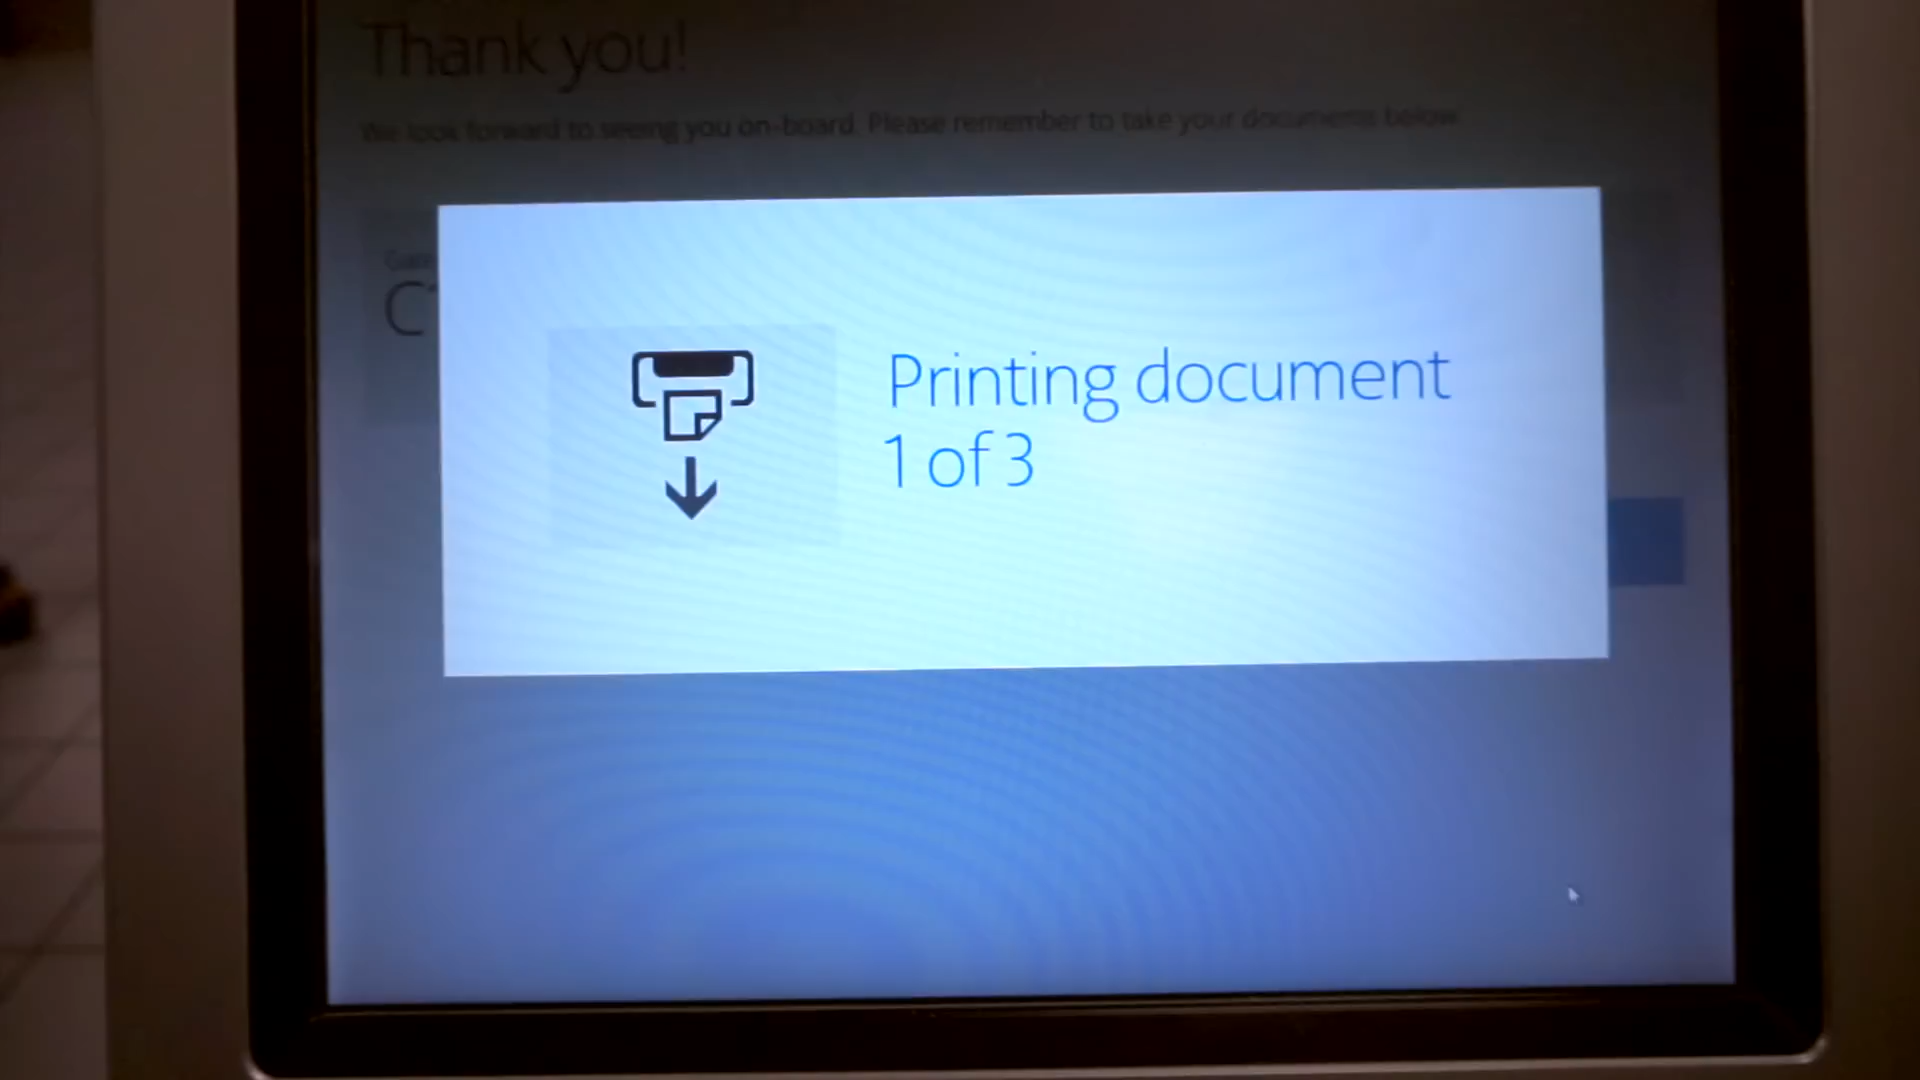 Thank you!
We look forward to seeing you on-board. Please remember to take your documents below
Printing document
1 of 3